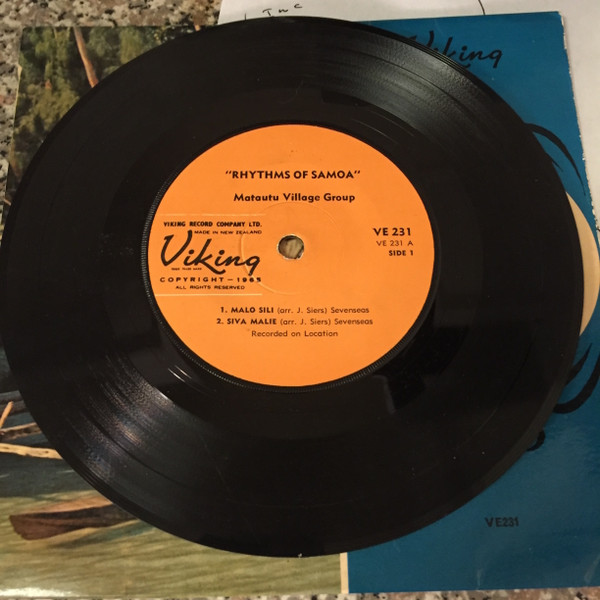 Viking
"RHYTHMS OF SAMOA"
Matautu Village Group
VIKING RECORD COMPANY LTD.
MADE IN NEW ZEALAND
Viking
COPYRIGHT—1965
ALL RIGHTS RESERVED
VE 231
VE 231 A
SIDE 1
1. MALO SILI (arr. J. Siers) Sevenseas
2. SIVA MALIE (arr. J. Siers) Sevenseas
Recorded on Location
VE231